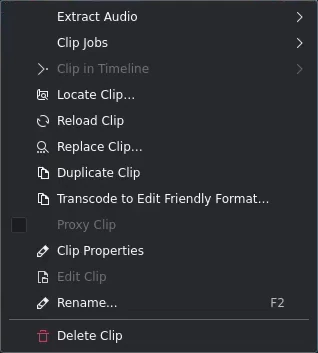 Extract Audio
Clip Jobs
Clip in Timeline
Locate Clip...
Reload Clip
Replace Clip...
Duplicate Clip
Transcode to Edit Friendly Format...
Proxy Clip
Clip Properties
Edit Clip
Rename... F2
Delete Clip